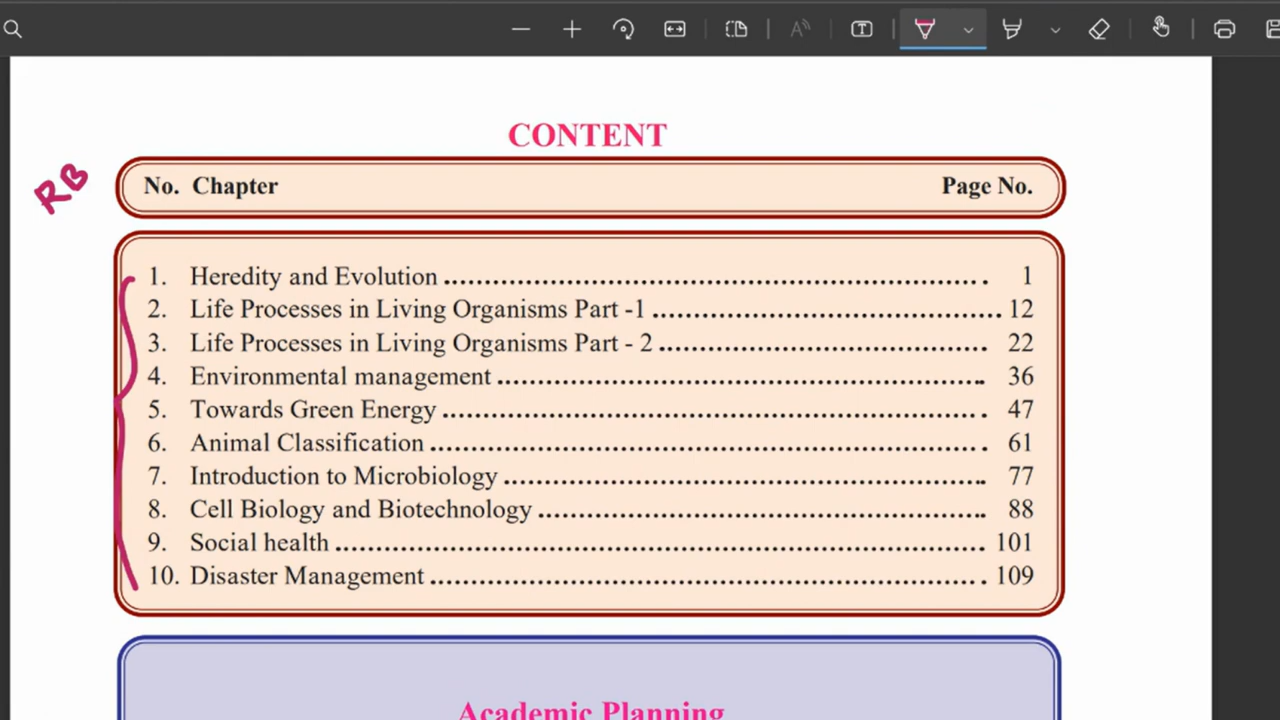 CONTENT
RB
No. Chapter Page No.
1. Heredity and Evolution 1
2. Life Processes in Living Organisms Part -1 12
3. Life Processes in Living Organisms Part - 2 22
4. Environmental management 36
5. Towards Green Energy 47
6. Animal Classification 61
7. Introduction to Microbiology 77
8. Cell Biology and Biotechnology 88
9. Social health 101
10. Disaster Management 109
Academic Planning